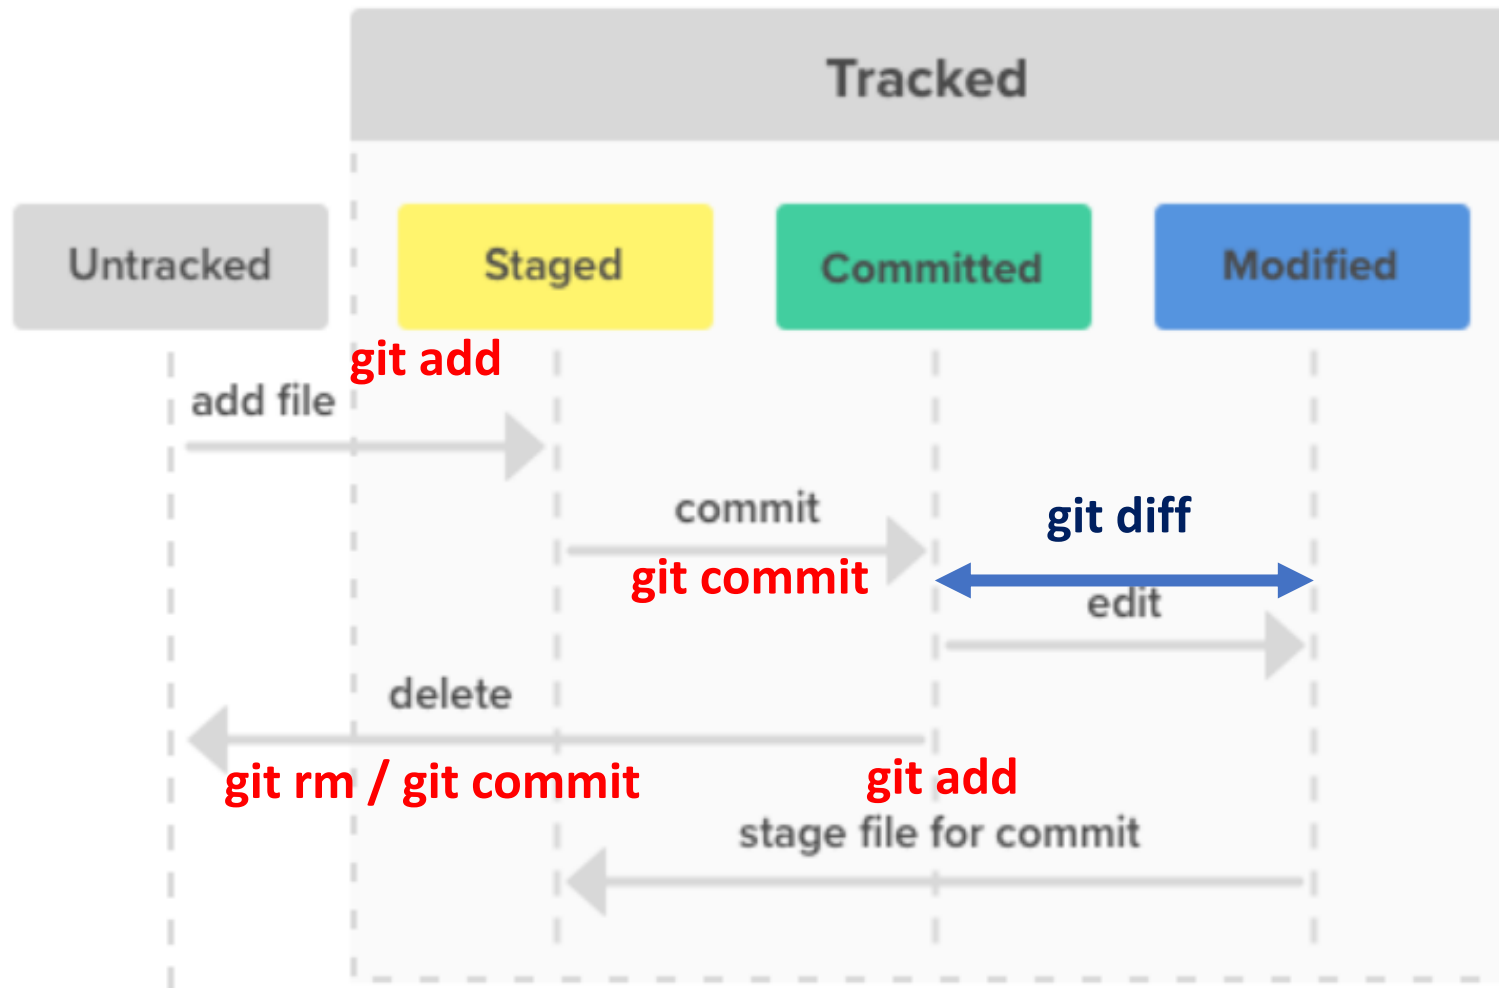 Tracked
Untracked
Staged
Committed
Modified
git add
add file
commit
git diff
git commit
edit
delete
git rm / git commit
git add
stage file for commit